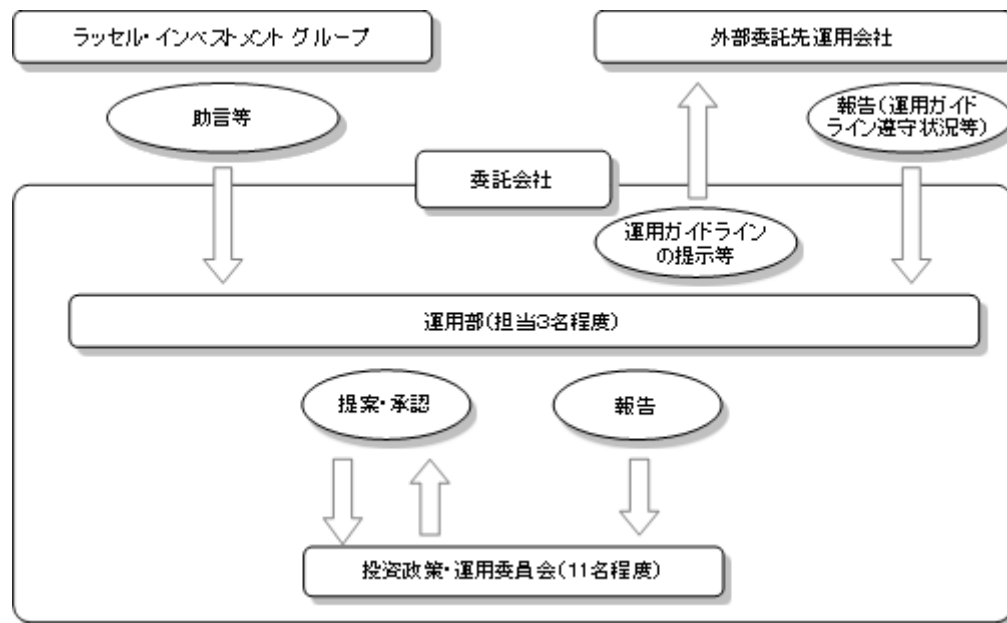 ラッセル・インベストメント グループ
外部委託先運用会社
助言等
報告(運用ガイド
ライン遵守状況等)
委託会社
運用ガイドライン
の提示等
運用部(担当3名程度)
提案・承認
報告
投資政策・運用委員会(11名程度)